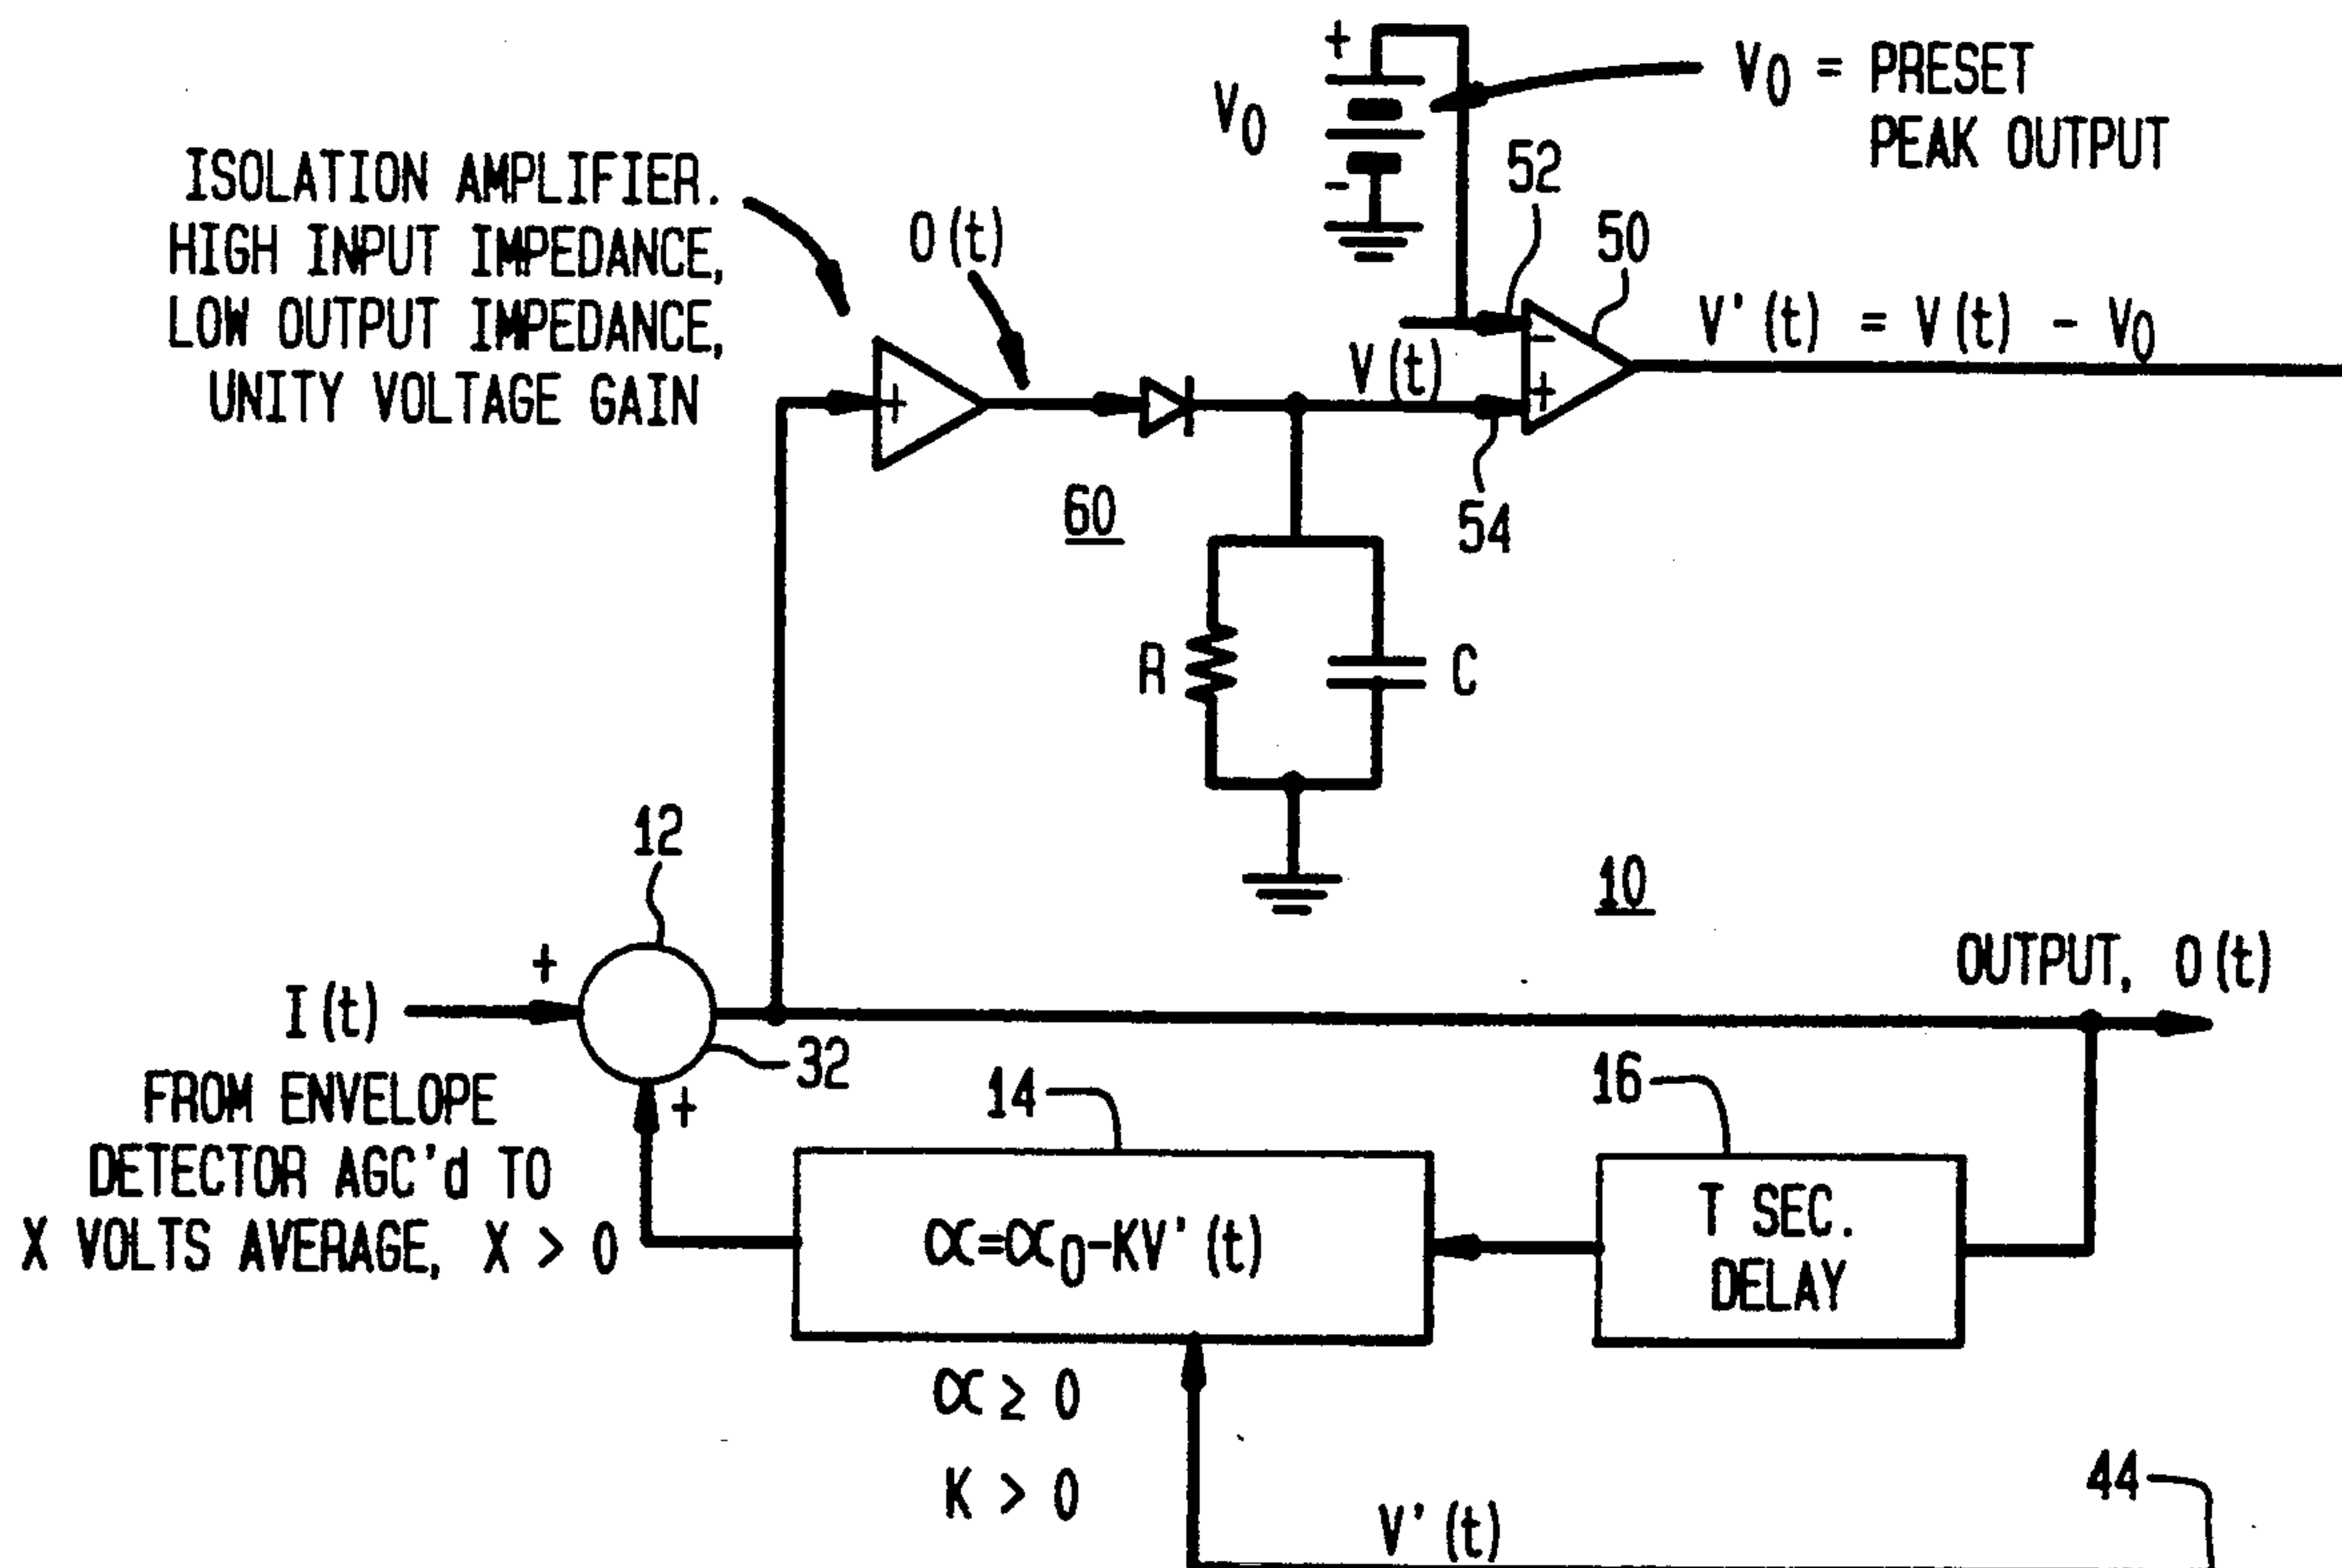 +
V0
-
V0 = PRESET
PEAK OUTPUT
ISOLATION AMPLIFIER.
HIGH INPUT IMPEDANCE,
LOW OUTPUT IMPEDANCE,
UNITY VOLTAGE GAIN
O(t)
52
50
V'(t) = V(t) - V0
-
V(t)
+
+
54
60
R
C
12
10
OUTPUT, O(t)
+
I(t)
FROM ENVELOPE
DETECTOR AGC'd TO
X VOLTS AVERAGE, X > 0
32
+
14
16
α=α0-KV'(t)
T SEC.
DELAY
α ≥ 0
K > 0
V'(t)
44